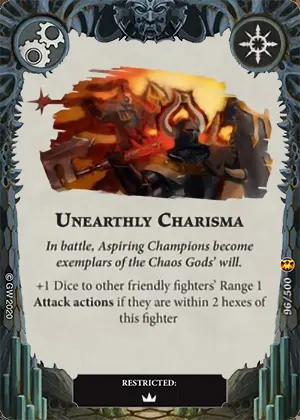 UNEARTHLY CHARISMA
In battle, Aspiring Champions become
exemplars of the Chaos Gods' will.
+1 Dice to other friendly fighters' Range 1
Attack actions if they are within 2 hexes of
this fighter
© GW 2020
96/500
RESTRICTED: